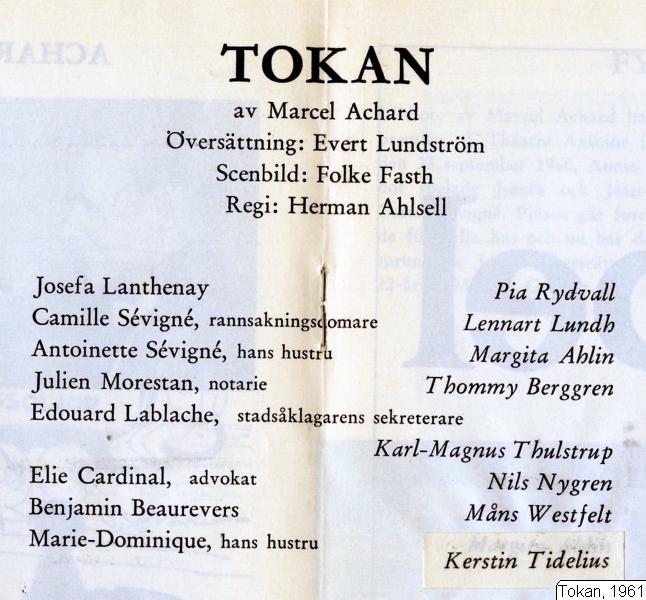 TOKAN
av Marcel Achard
Översättning: Evert Lundström
Scenbild: Folke Fasth
Regi: Herman Ahlsell
Josefa Lanthenay Pia Rydvall
Camille Sévigné, rannsakningsdomare Lennart Lundh
Antoinette Sévigné, hans hustru Margita Ahlin
Julien Morestan, notarie Thommy Berggren
Edouard Lablache, stadsåklagarens sekreterare
Karl-Magnus Thulstrup
Elie Cardinal, advokat Nils Nygren
Benjamin Beaurevers Måns Westfelt
Marie-Dominique, hans hustru Kerstin Tidelius
Tokan, 1961